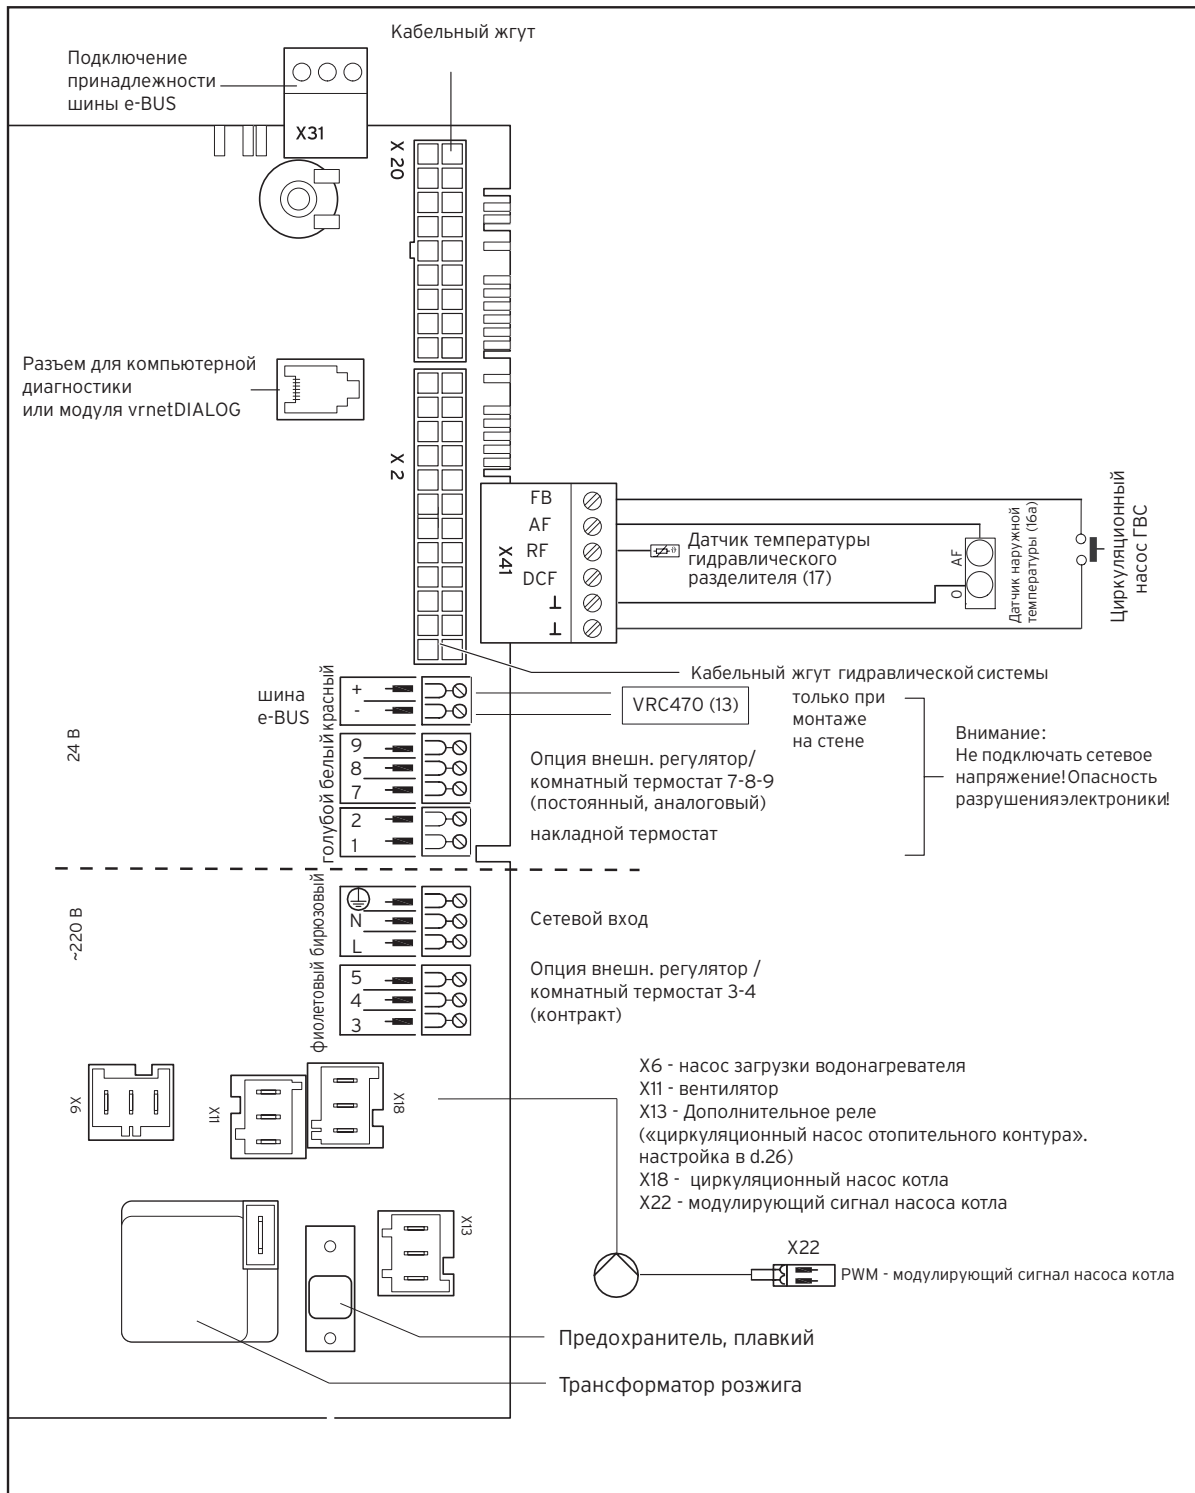 Кабельный жгут
Подключение
принадлежности
шины e-BUS
X31
X 20
Разъем для компьютерной
диагностики
или модуля vrnetDIALOG
X 2
X41
FB
AF
RF
DCF
⊥
⊥
Датчик температуры
гидравлического
разделителя (17)
AF
O
Датчик наружной
температуры (16a)
Циркуляционный
насос ГВС
Кабельный жгут гидравлической системы
шина
e-BUS
красный
+
-
VRC470 (13)
только при
монтаже
на стене
Внимание:
Не подключать сетевое
напряжение! Опасность
разрушенияэлектроники!
24 В
белый
9
8
7
Опция внешн. регулятор/
комнатный термостат 7-8-9
(постоянный, аналоговый)
голубой
2
1
накладной термостат
~220 В
бирюзовый
N
L
Сетевой вход
фиолетовый
5
4
3
Опция внешн. регулятор /
комнатный термостат 3-4
(контракт)
X6
X11
X18
X6 - насос загрузки водонагревателя
X11 - вентилятор
X13 - Дополнительное реле
(«циркуляционный насос отопительного контура».
настройка в d.26)
X18 - циркуляционный насос котла
X22 - модулирующий сигнал насоса котла
X13
X22
PWM - модулирующий сигнал насоса котла
Предохранитель, плавкий
Трансформатор розжига